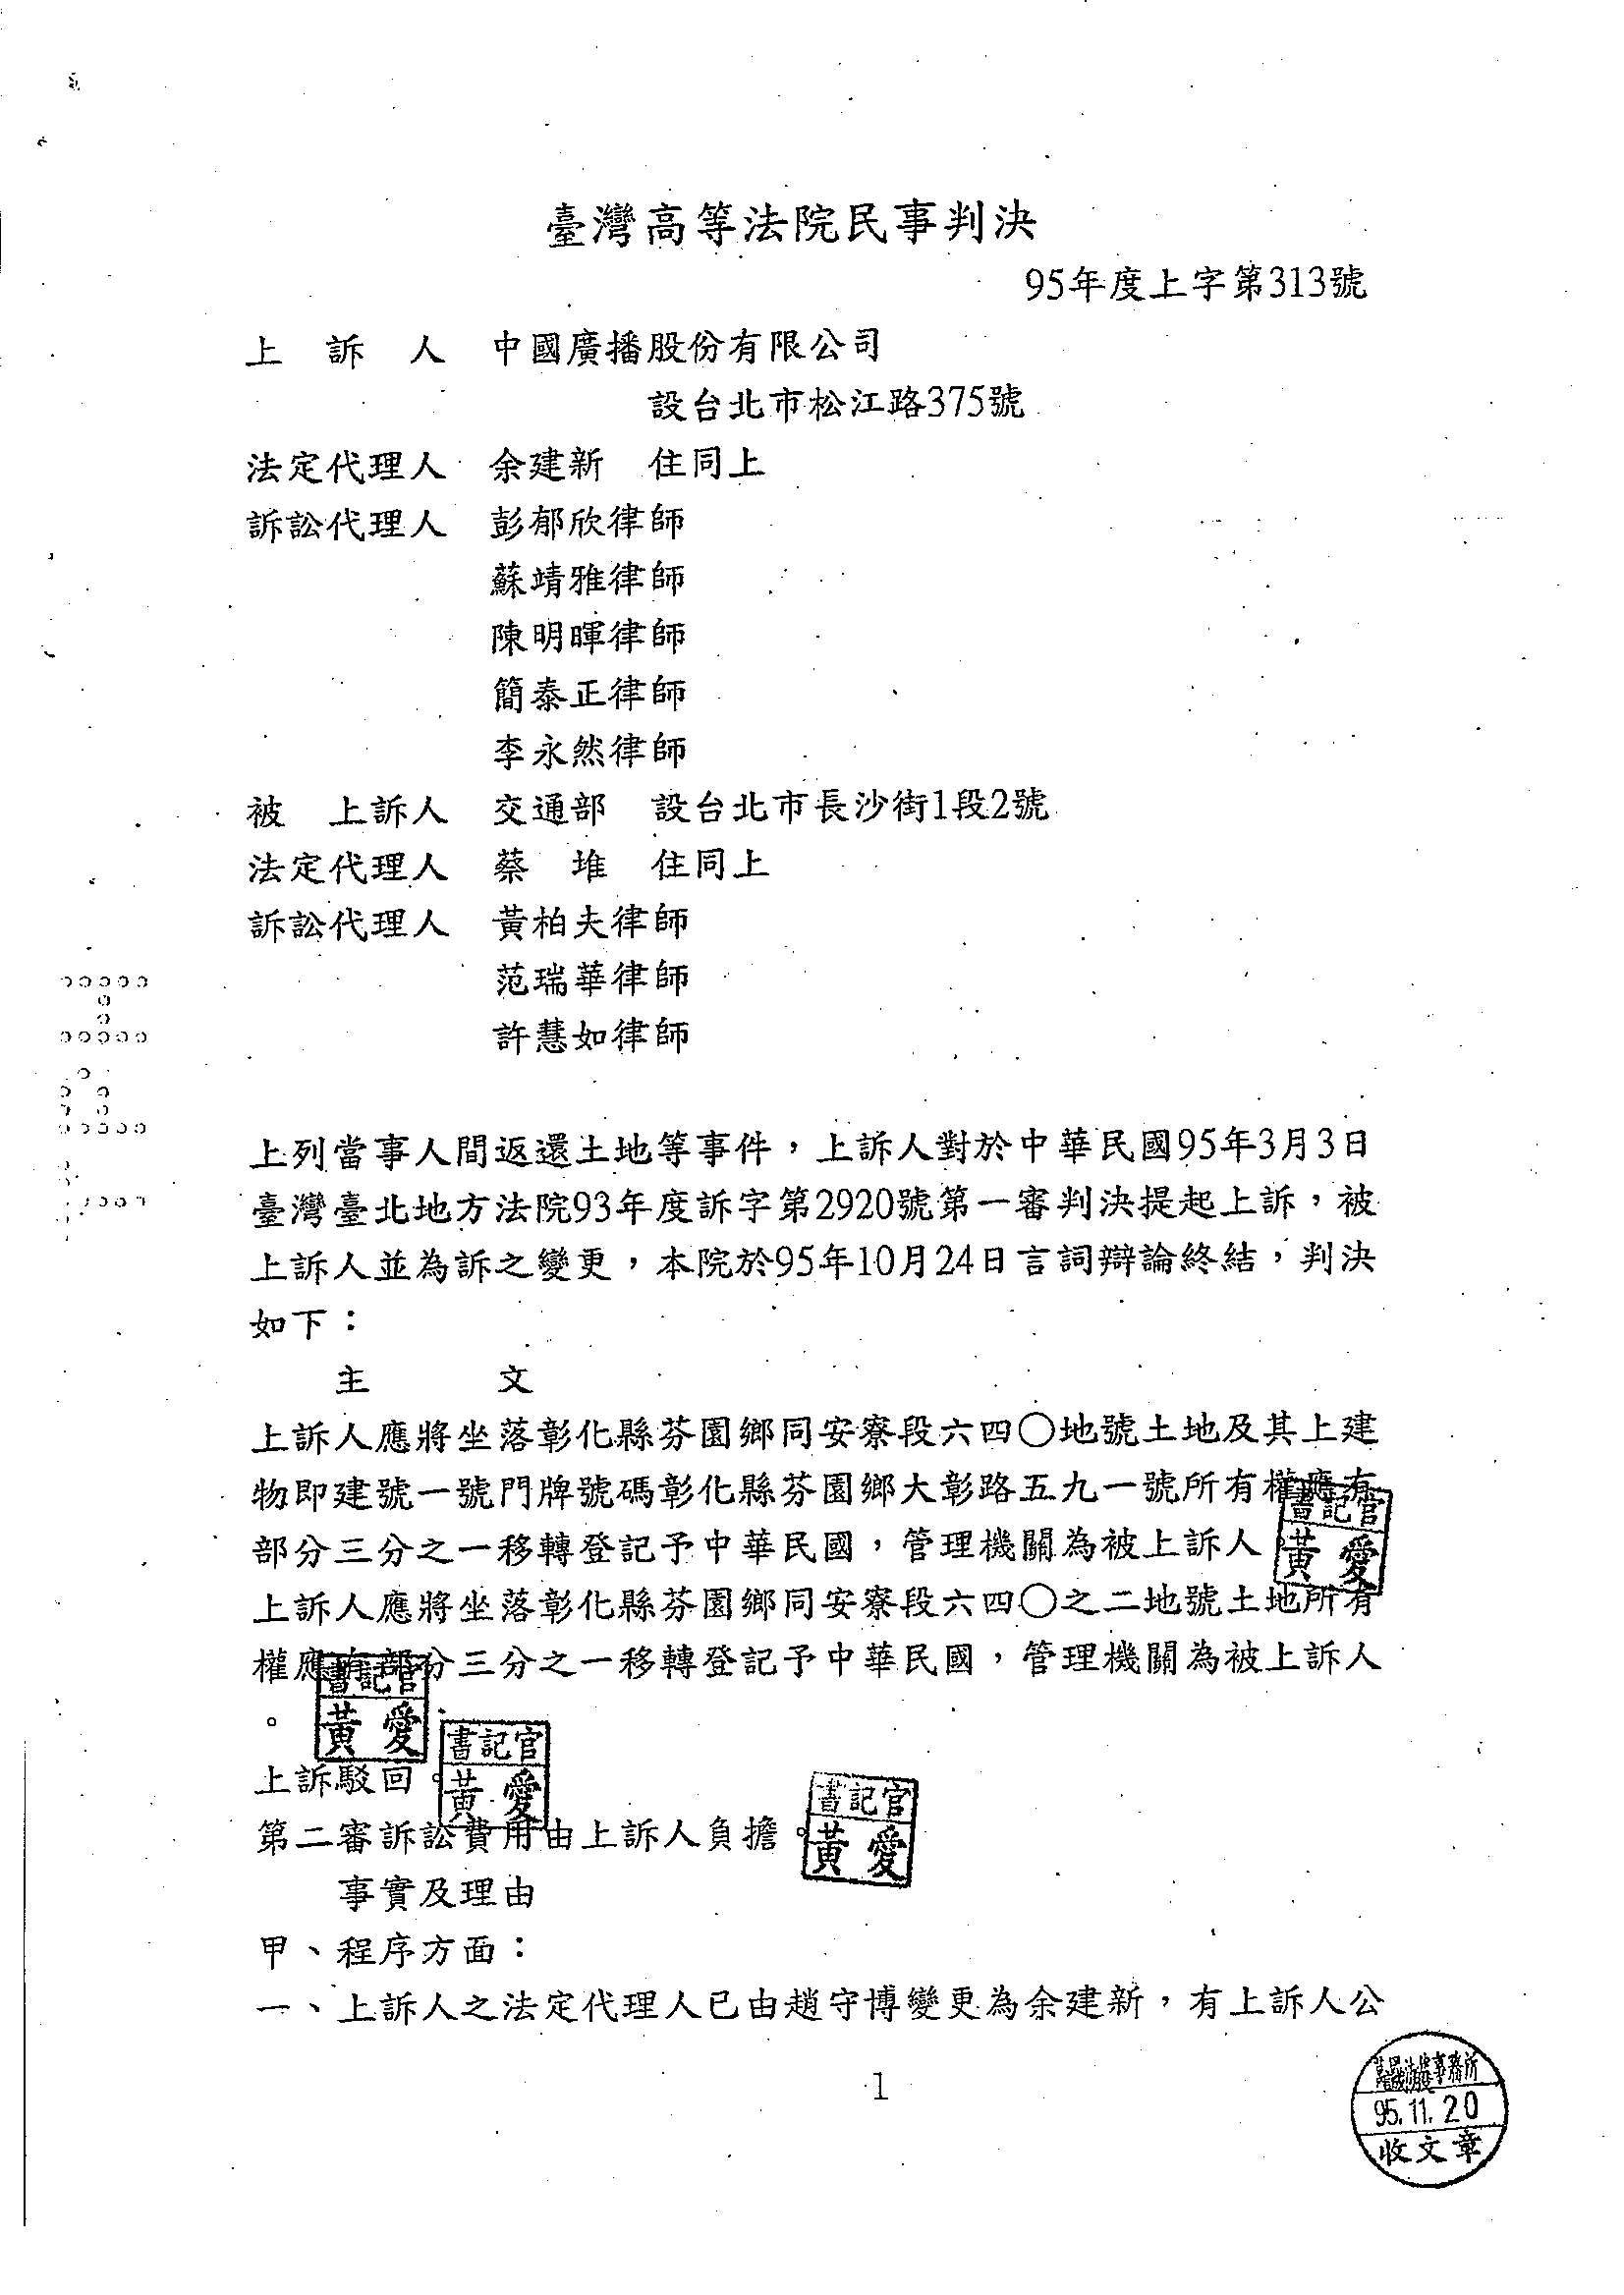 臺灣高等法院民事判決
95年度上字第313號
上訴人 中國廣播股份有限公司
設台北市松江路375號
法定代理人 余建新 住同上
訴訟代理人 彭郁欣律師
蘇靖雅律師
陳明暉律師
簡泰正律師
李永然律師
被上訴人 交通部 設台北市長沙街1段2號
法定代理人 蔡堆 住同上
訴訟代理人 黃柏夫律師
范瑞華律師
許慧如律師
上列當事人間返還土地等事件，上訴人對於中華民國95年3月3日
臺灣臺北地方法院93年度訴字第2920號第一審判決提起上訴，被
上訴人並為訴之變更，本院於95年10月24日言詞辯論終結，判決
如下：
主文
上訴人應將坐落彰化縣芬園鄉同安寮段六四〇地號土地及其上建
物即建號一號門牌號碼彰化縣芬園鄉大彰路五九一號所有權應有
部分三分之一移轉登記予中華民國，管理機關為被上訴人
書記官
黃愛
上訴人應將坐落彰化縣芬園鄉同安寮段六四〇之二地號土地所有
權應有部分三分之一移轉登記予中華民國，管理機關為被上訴人
。
書記官
黃愛
上訴駁回。
書記官
黃愛
第二審訴訟費用由上訴人負擔。
書記官
黃愛
事實及理由
甲、程序方面：
一、上訴人之法定代理人已由趙守博變更為余建新，有上訴人公
1
法律事務所
95.11.20
收文章